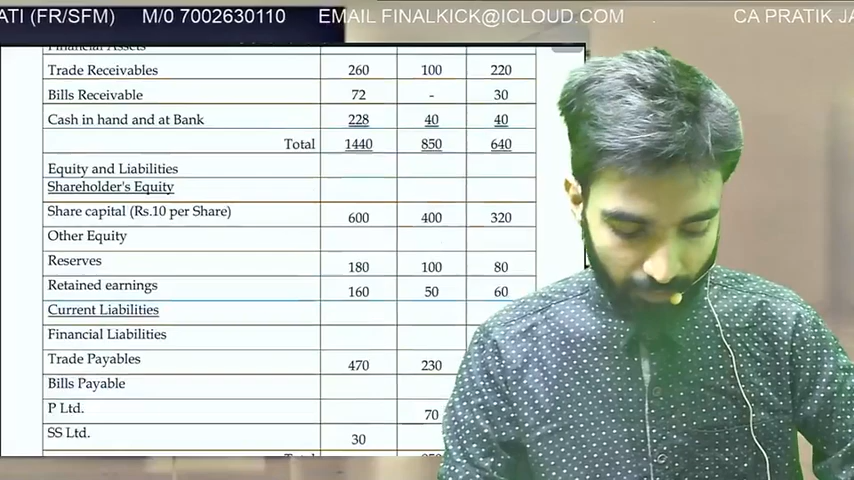 ATI (FR/SFM) M/0 7002630110 EMAIL FINALKICK@ICLOUD.COM . CA PRATIK JA
Financial Assets
Trade Receivables 260 100 220
Bills Receivable 72 - 30
Cash in hand and at Bank 228 40 40
Total 1440 850 640
Equity and Liabilities
Shareholder's Equity
Share capital (Rs.10 per Share) 600 400 320
Other Equity
Reserves 180 100 80
Retained earnings 160 50 60
Current Liabilities
Financial Liabilities
Trade Payables 470 230
Bills Payable
P Ltd. 70
SS Ltd. 30